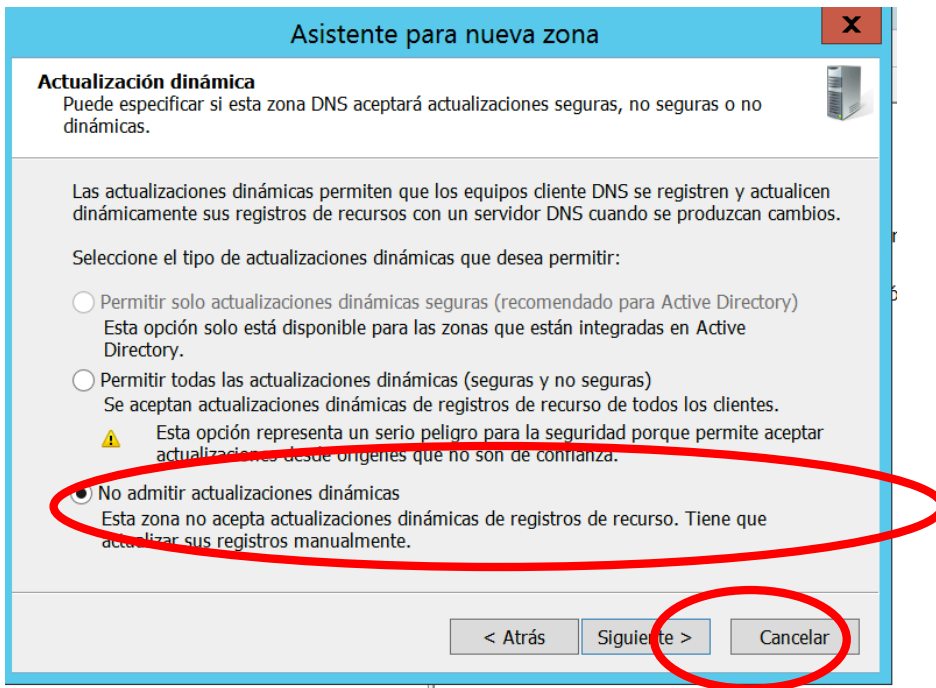 Asistente para nueva zona
X
Actualización dinámica
Puede especificar si esta zona DNS aceptará actualizaciones seguras, no seguras o no
dinámicas.
Las actualizaciones dinámicas permiten que los equipos cliente DNS se registren y actualicen
dinámicamente sus registros de recursos con un servidor DNS cuando se produzcan cambios.
Seleccione el tipo de actualizaciones dinámicas que desea permitir:
Permitir solo actualizaciones dinámicas seguras (recomendado para Active Directory)
Esta opción solo está disponible para las zonas que están integradas en Active
Directory.
Permitir todas las actualizaciones dinámicas (seguras y no seguras)
Se aceptan actualizaciones dinámicas de registros de recurso de todos los clientes.
Esta opción representa un serio peligro para la seguridad porque permite aceptar
actualizaciones desde orígenes que no son de confianza.
No admitir actualizaciones dinámicas
Esta zona no acepta actualizaciones dinámicas de registros de recurso. Tiene que
actualizar sus registros manualmente.
< Atrás
Siguiente >
Cancelar